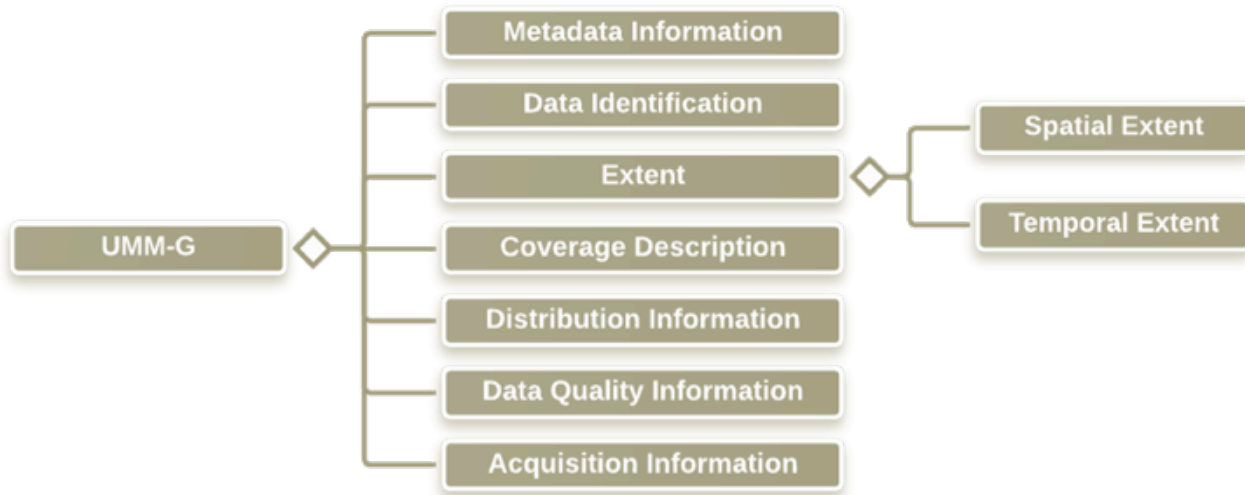 Metadata Information
Data Identification
Spatial Extent
Extent
Temporal Extent
UMM-G
Coverage Description
Distribution Information
Data Quality Information
Acquisition Information